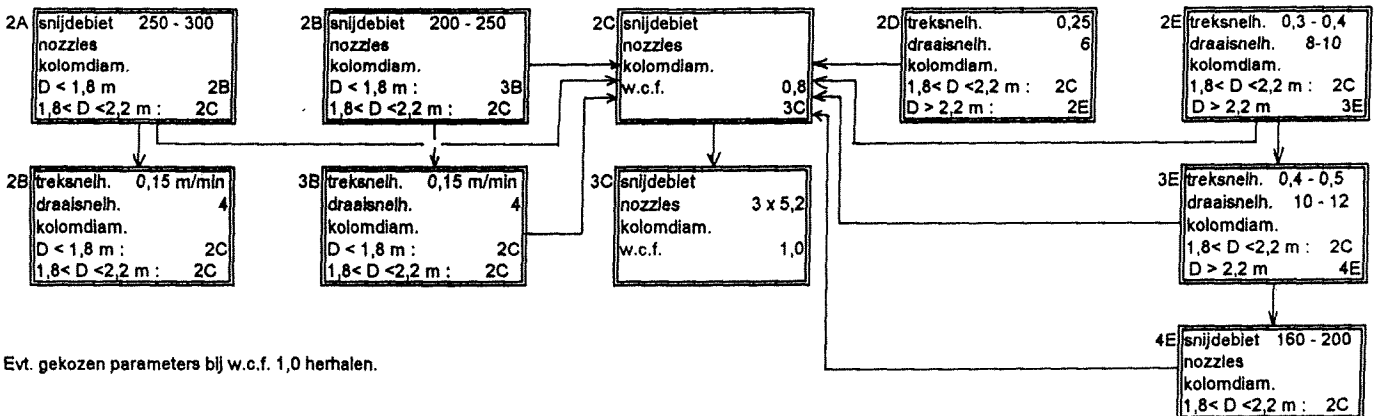 2A snijdebiet 250 - 300
nozzles
kolomdiam.
D < 1,8 m 2B
1,8< D <2,2 m : 2C
2B snijdebiet 200 - 250
nozzles
kolomdiam.
D < 1,8 m : 3B
1,8< D <2,2 m : 2C
2C snijdebiet
nozzles
kolomdiam.
w.c.f. 0,8
3C
2D treksnelh. 0,25
draaisnelh. 6
kolomdiam.
1,8< D <2,2 m : 2C
D > 2,2 m : 2E
2E treksnelh. 0,3 - 0,4
draaisnelh. 8-10
kolomdiam.
1,8< D <2,2 m : 2C
D > 2,2 m 3E
2B treksnelh. 0,15 m/min
draaisnelh. 4
kolomdiam.
D < 1,8 m : 2C
1,8< D <2,2 m : 2C
3B treksnelh. 0,15 m/min
draaisnelh. 4
kolomdiam.
D < 1,8 m : 2C
1,8< D <2,2 m : 2C
3C snijdebiet
nozzles 3 x 5,2
kolomdiam.
w.c.f. 1,0
3E treksnelh. 0,4 - 0,5
draaisnelh. 10 - 12
kolomdiam.
1,8< D <2,2 m : 2C
D > 2,2 m 4E
4E snijdebiet 160 - 200
nozzles
kolomdiam.
1,8< D <2,2 m : 2C
Evt. gekozen parameters bij w.c.f. 1,0 herhalen.